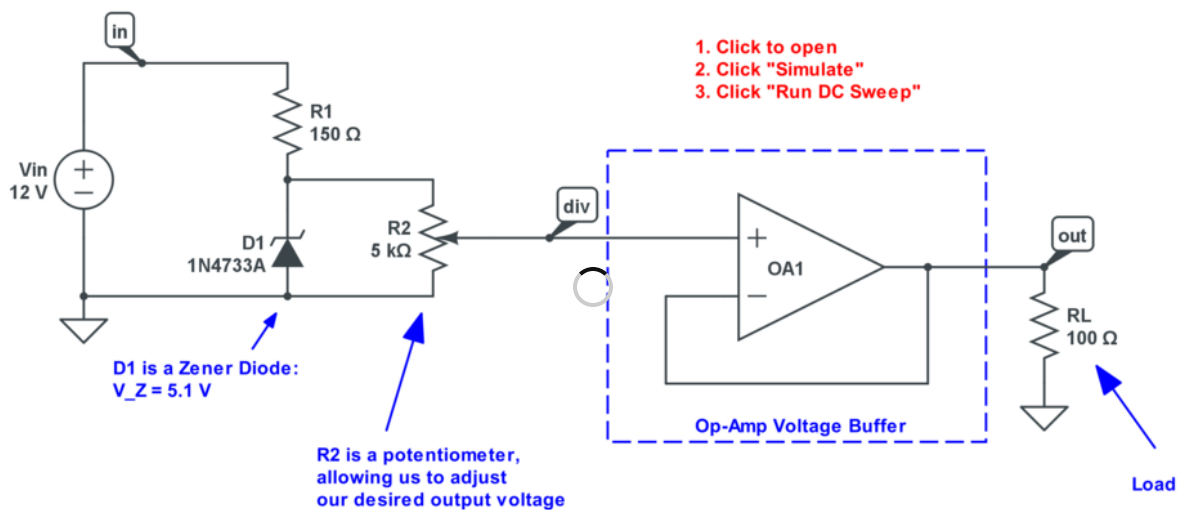 in
1. Click to open
2. Click "Simulate"
3. Click "Run DC Sweep"
R1
150 Ω
Vin
12 V
+
−
div
R2
5 kΩ
D1
1N4733A
+
OA1
−
out
RL
100 Ω
D1 is a Zener Diode:
V_Z = 5.1 V
Op-Amp Voltage Buffer
R2 is a potentiometer,
allowing us to adjust
our desired output voltage
Load